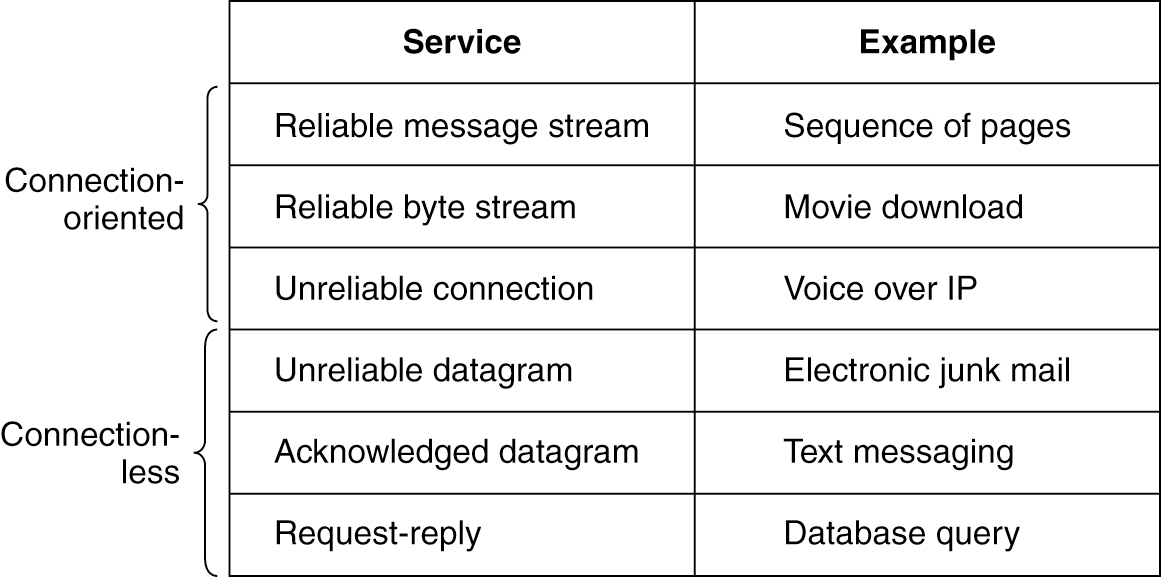 Service Example
Connection-
oriented
Reliable message stream Sequence of pages
Reliable byte stream Movie download
Unreliable connection Voice over IP
Connection-
less
Unreliable datagram Electronic junk mail
Acknowledged datagram Text messaging
Request-reply Database query